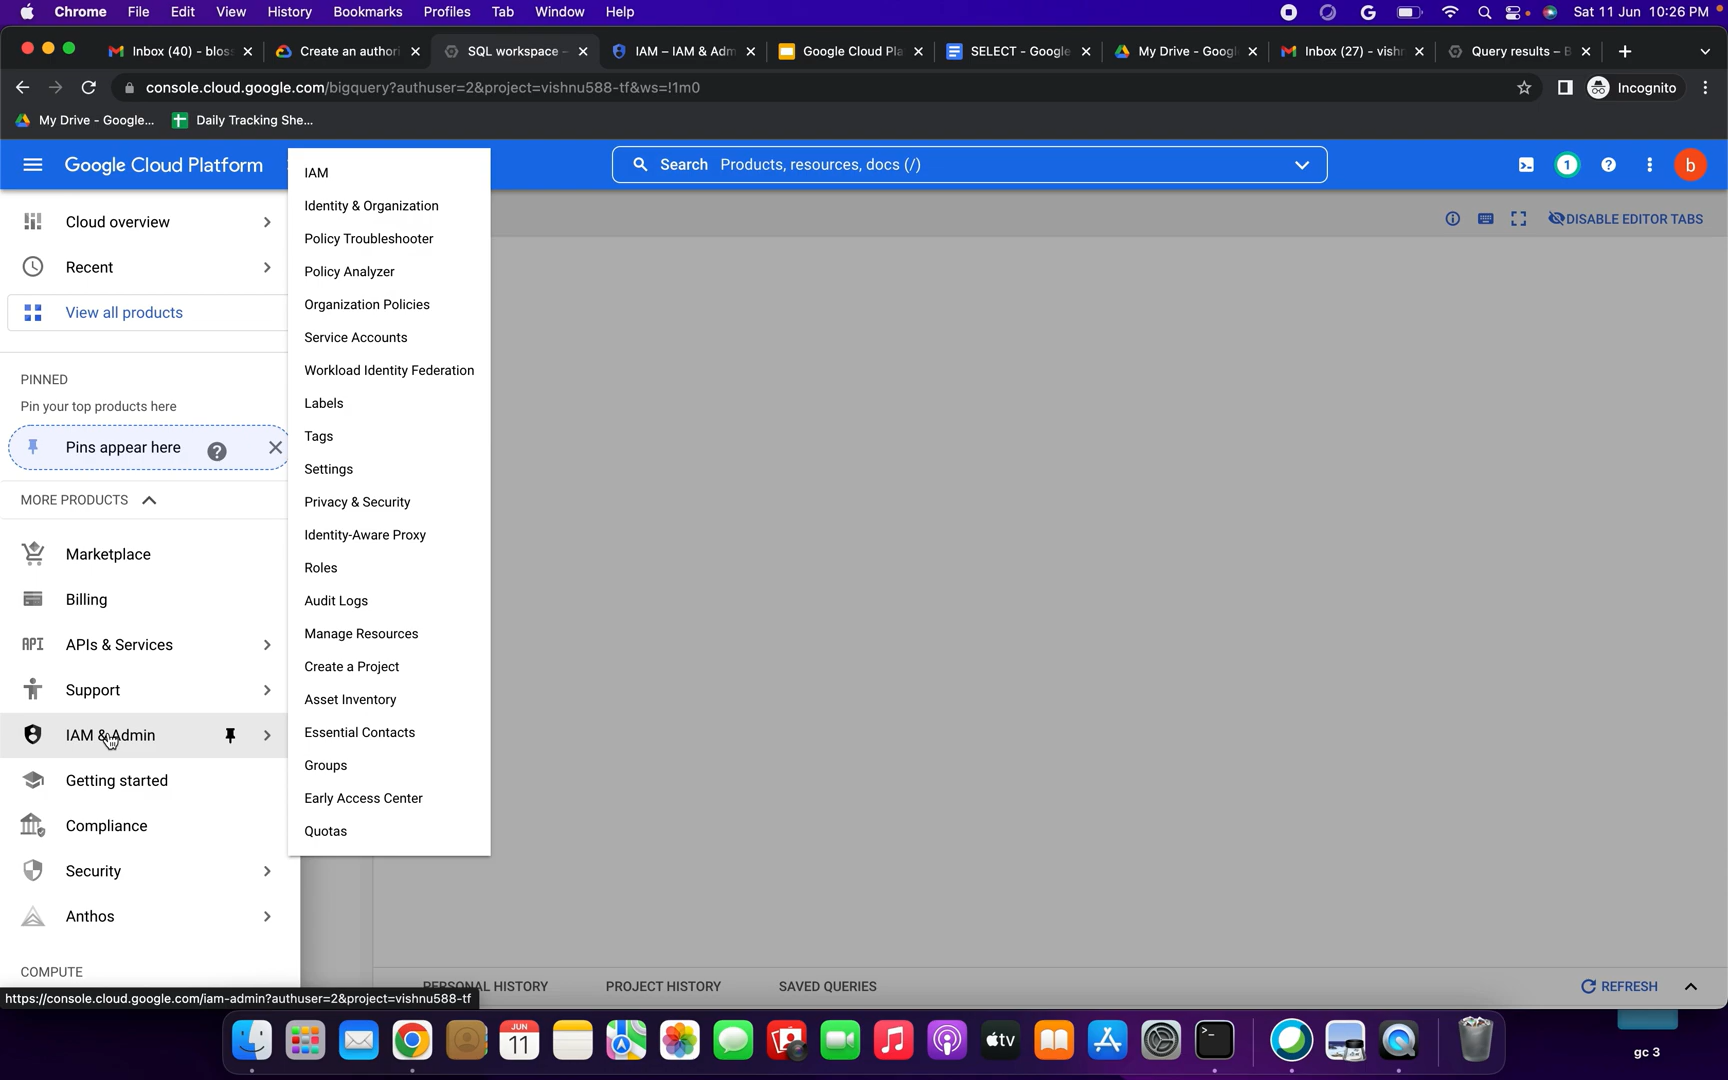 Chrome File Edit View History Bookmarks Profiles Tab Window Help
Sat 11 Jun 10:26 PM
Inbox (40) - blos
Create an authori
SQL workspace –
IAM – IAM & Adm
Google Cloud Pla
SELECT - Google
My Drive - Googl
Inbox (27) - vishn
Query results – B
console.cloud.google.com/bigquery?authuser=2&project=vishnu588-tf&ws=!1m0
Incognito
My Drive - Google...
Daily Tracking She...
Google Cloud Platform
Search Products, resources, docs (/)
1
b
Cloud overview
Recent
View all products
PINNED
Pin your top products here
Pins appear here
MORE PRODUCTS
Marketplace
Billing
API APIs & Services
Support
IAM & Admin
Getting started
Compliance
Security
Anthos
COMPUTE
IAM
Identity & Organization
Policy Troubleshooter
Policy Analyzer
Organization Policies
Service Accounts
Workload Identity Federation
Labels
Tags
Settings
Privacy & Security
Identity-Aware Proxy
Roles
Audit Logs
Manage Resources
Create a Project
Asset Inventory
Essential Contacts
Groups
Early Access Center
Quotas
DISABLE EDITOR TABS
PERSONAL HISTORY
PROJECT HISTORY
SAVED QUERIES
REFRESH
https://console.cloud.google.com/iam-admin?authuser=2&project=vishnu588-tf
JUN
11
tv
gc 3